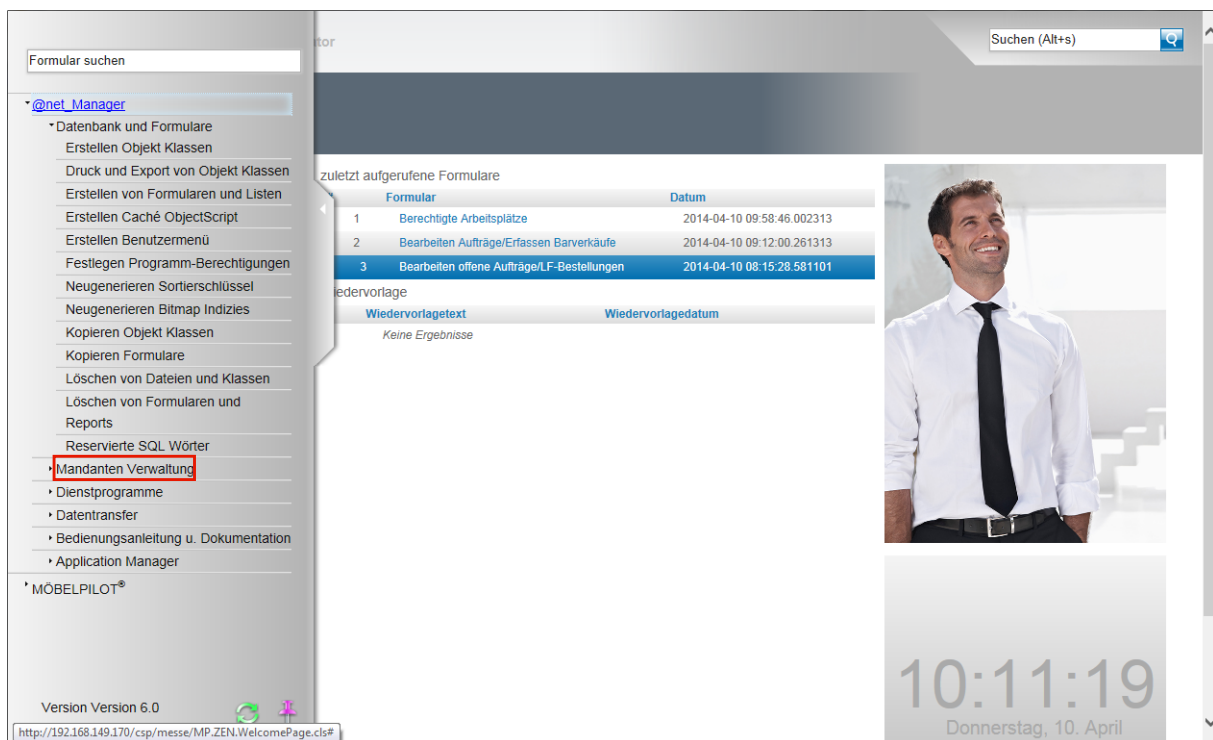 tor
Suchen (Alt+s)
Formular suchen
@net_Manager
Datenbank und Formulare
Erstellen Objekt Klassen
Druck und Export von Objekt Klassen
Erstellen von Formularen und Listen
Erstellen Caché ObjectScript
Erstellen Benutzermenü
Festlegen Programm-Berechtigungen
Neugenerieren Sortierschlüssel
Neugenerieren Bitmap Indizies
Kopieren Objekt Klassen
Kopieren Formulare
Löschen von Dateien und Klassen
Löschen von Formularen und
Reports
Reservierte SQL Wörter
Mandanten Verwaltung
Dienstprogramme
Datentransfer
Bedienungsanleitung u. Dokumentation
Application Manager
MÖBELPILOT®
Version Version 6.0
http://192.168.149.170/csp/messe/MP.ZEN.WelcomePage.cls#
zuletzt aufgerufene Formulare
Formular Datum
1 Berechtigte Arbeitsplätze 2014-04-10 09:58:46.002313
2 Bearbeiten Aufträge/Erfassen Barverkäufe 2014-04-10 09:12:00.261313
3 Bearbeiten offene Aufträge/LF-Bestellungen 2014-04-10 08:15:28.581101
iedervorlage
Wiedervorlagetext Wiedervorlagedatum
Keine Ergebnisse
10:11:19
Donnerstag, 10. April